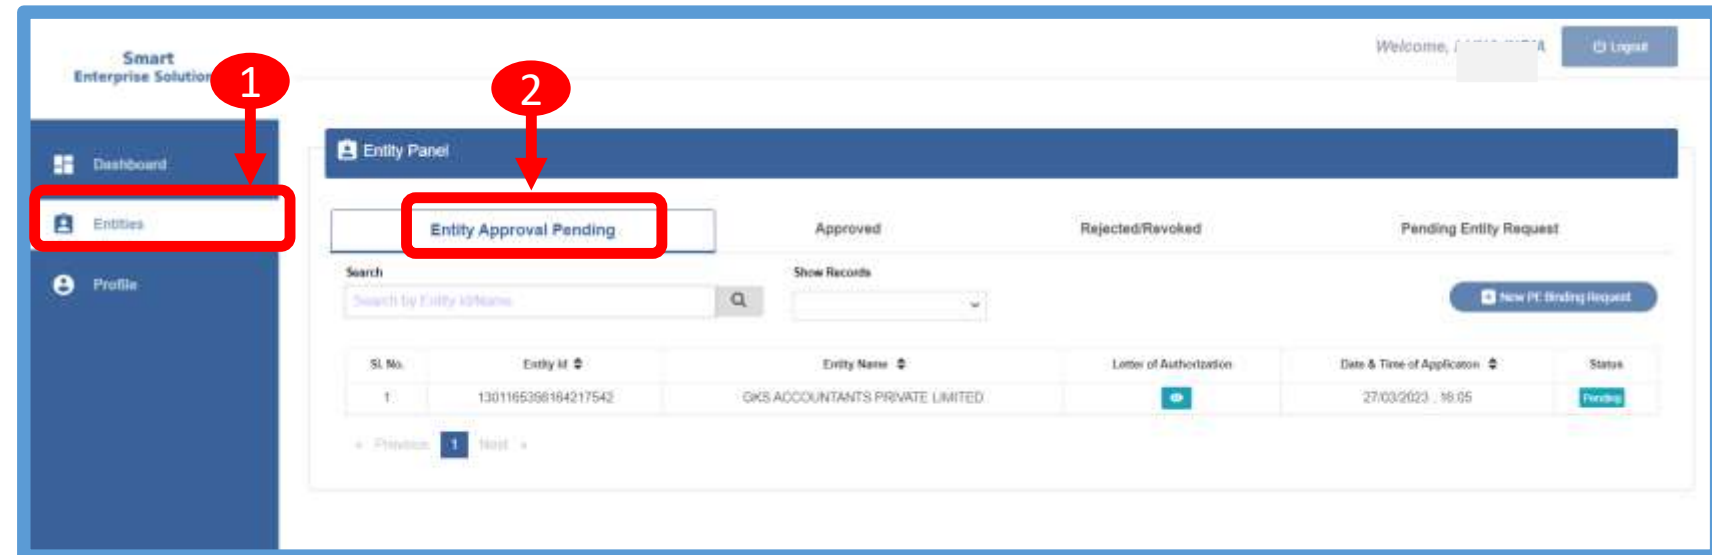 Smart
Enterprise Solution
1
2
Welcome,
Logout
Dashboard
Entities
Profile
Entity Panel
Entity Approval Pending
Approved
Rejected/Revoked
Pending Entity Request
Search
Show Records
Search by Entity Id/Name
New PE Binding Request
Sl. No. Entity Id Entity Name Letter of Authorization Date & Time of Applicaton Status
1 1301165398164217542 GKS ACCOUNTANTS PRIVATE LIMITED 27/03/2023 , 16:05 Pending
« Previous 1 Next »